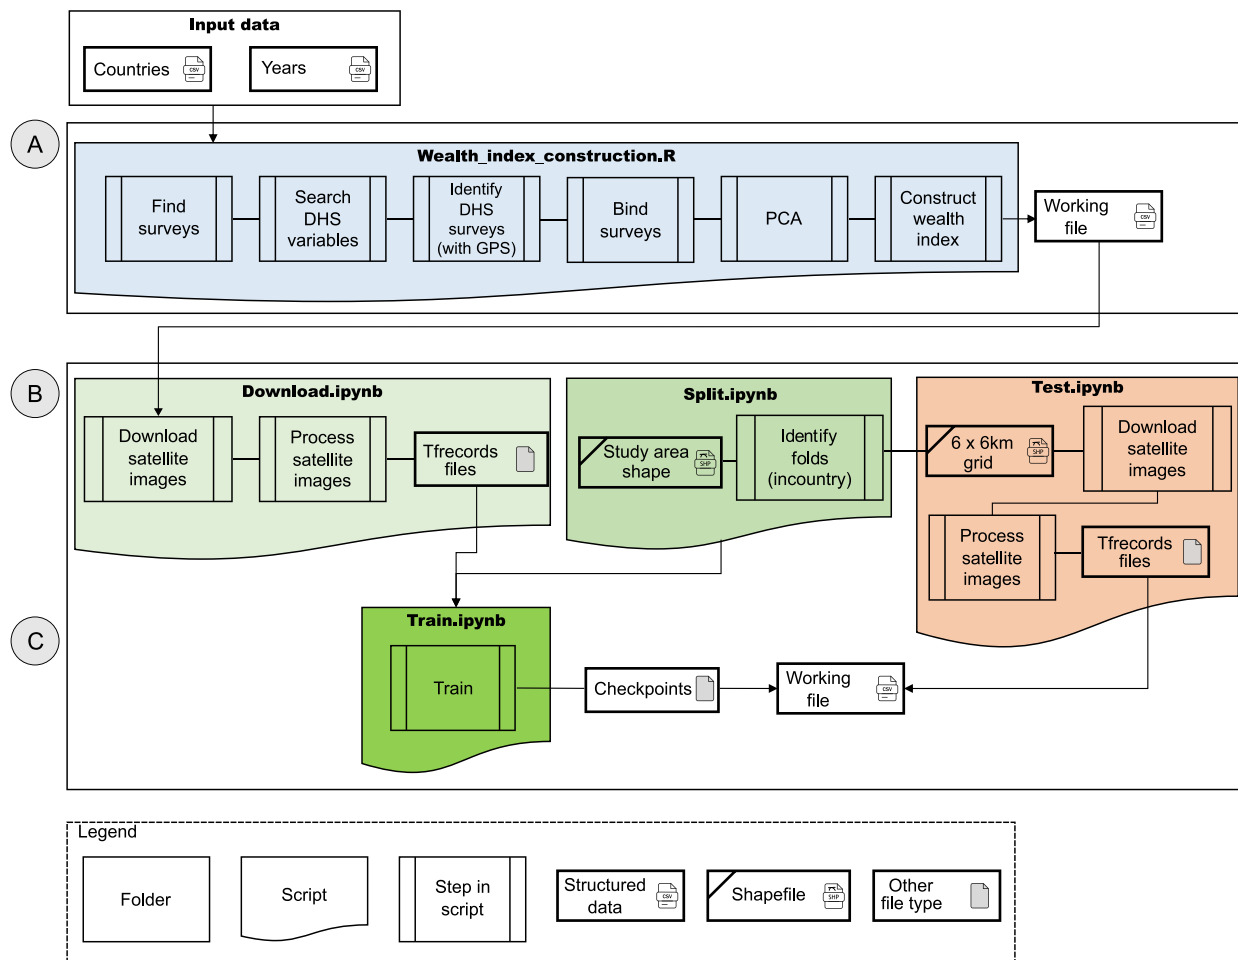 Input data
Countries
CSV
Years
CSV
A
Wealth_index_construction.R
Find
surveys
Search
DHS
variables
Identify
DHS
surveys
(with GPS)
Bind
surveys
PCA
Construct
wealth
index
Working
file
CSV
B
Download.ipynb
Download
satellite
images
Process
satellite
images
Tfrecords
files
Split.ipynb
Study area
shape
SHP
Identify
folds
(incountry)
Test.ipynb
6 x 6km
grid
SHP
Download
satellite
images
Process
satellite
images
Tfrecords
files
C
Train.ipynb
Train
Checkpoints
Working
file
CSV
Legend
Folder
Script
Step in
script
Structured
data
CSV
Shapefile
SHP
Other
file type